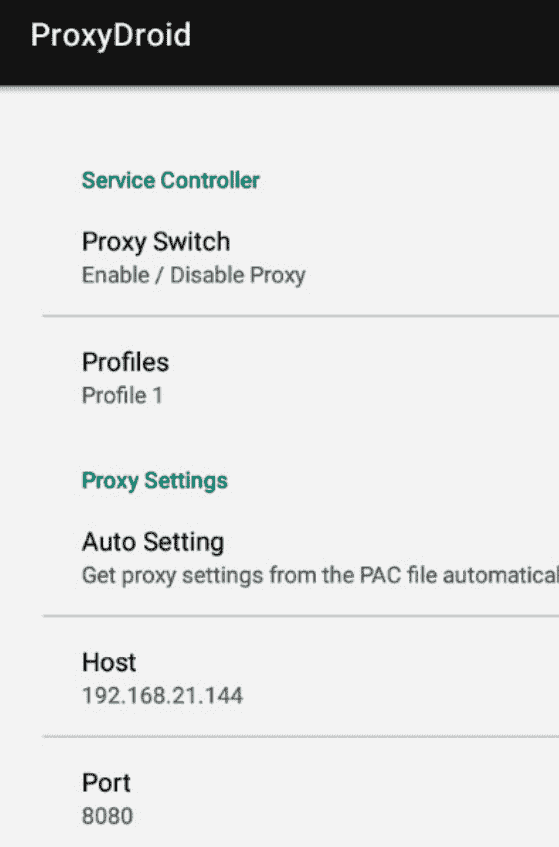 ProxyDroid
Service Controller
Proxy Switch
Enable / Disable Proxy
Profiles
Profile 1
Proxy Settings
Auto Setting
Get proxy settings from the PAC file automatical
Host
192.168.21.144
Port
8080